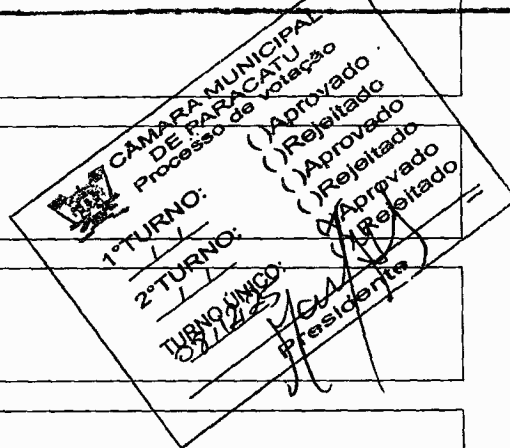 CÂMARA MUNICIPAL
DE PARACATU
Processo de votação
1°TURNO: ( )Aprovado
/ / ( )Rejeitado
2°TURNO: ( )Aprovado
/ / ( )Rejeitado
TURNO ÚNICO: (X)Aprovado
( )Rejeitado
Presidente